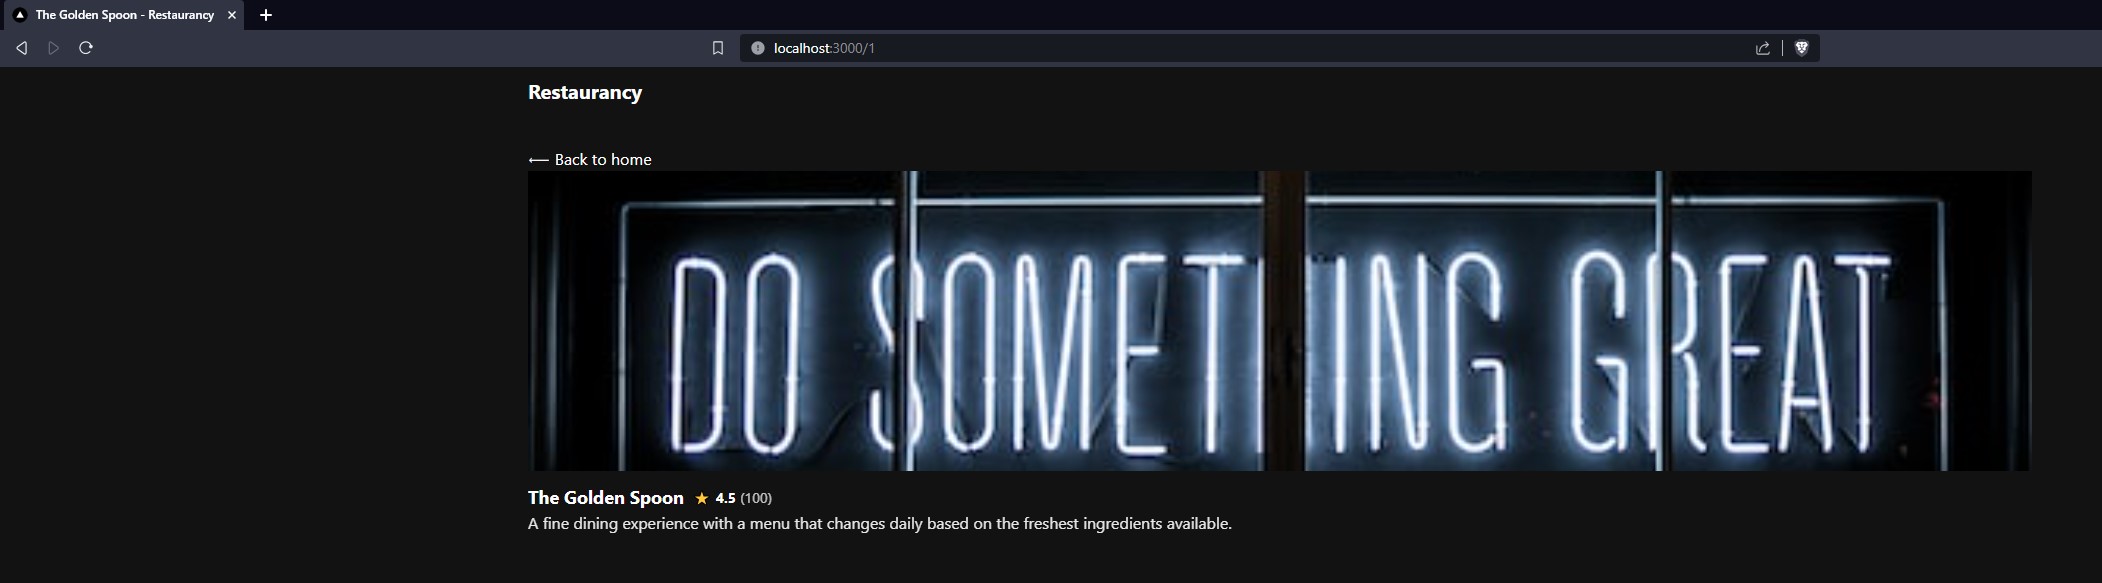 The Golden Spoon - Restaurancy
localhost:3000/1
Restaurancy
⟵ Back to home
DO SOMETHING GREAT
The Golden Spoon ★ 4.5 (100)
A fine dining experience with a menu that changes daily based on the freshest ingredients available.